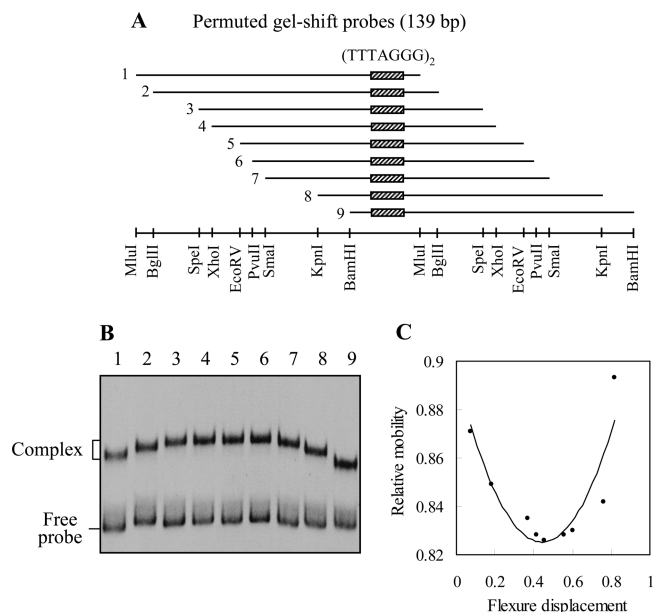 A Permuted gel-shift probes (139 bp)
(TTTAGGG)2
1
2
3
4
5
6
7
8
9
MluI BglII SpeI XhoI EcoRV PvuII SmaI KpnI BamHI MluI BglII SpeI XhoI EcoRV PvuII SmaI KpnI BamHI
B
1 2 3 4 5 6 7 8 9
Complex
Free
probe
C
0.9
0.88
0.86
0.84
0.82
0 0.2 0.4 0.6 0.8 1
Relative mobility
Flexure displacement